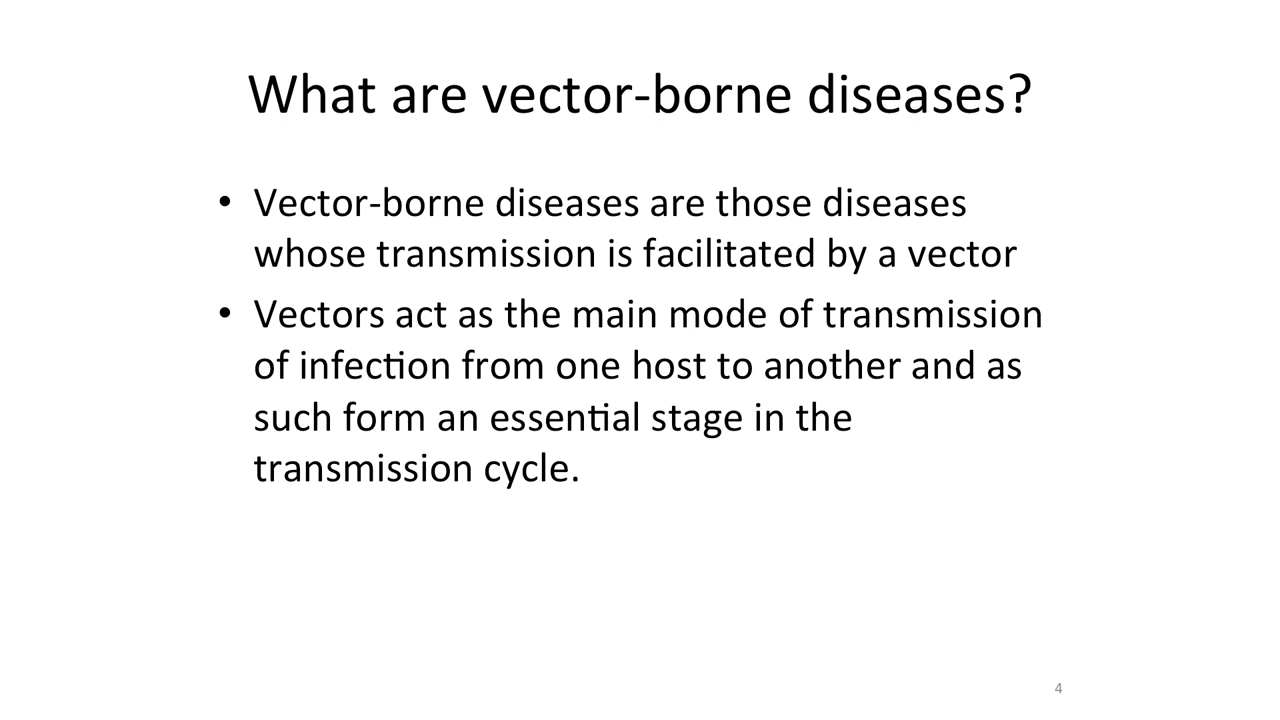 What are vector-borne diseases?
• Vector-borne diseases are those diseases
whose transmission is facilitated by a vector
• Vectors act as the main mode of transmission
of infection from one host to another and as
such form an essential stage in the
transmission cycle.
4